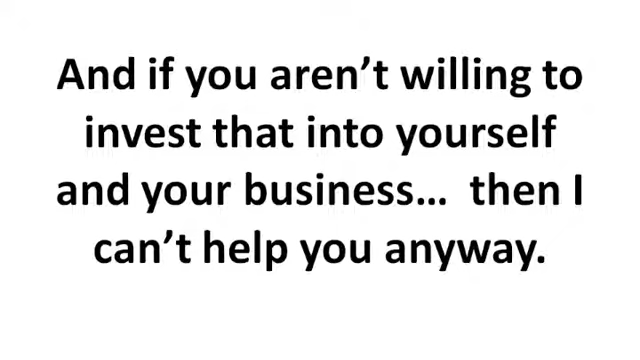 And if you aren’t willing to
invest that into yourself
and your business…  then I
can’t help you anyway.